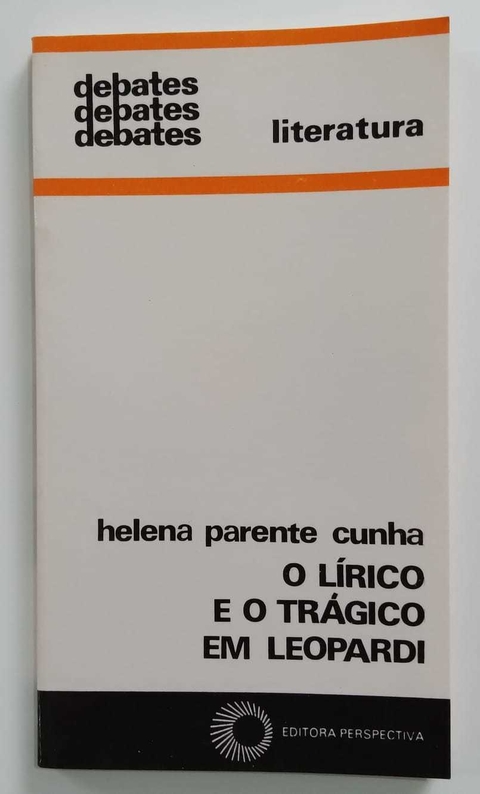 debates
debates
debates
literatura
helena parente cunha
O LÍRICO
E O TRÁGICO
EM LEOPARDI
EDITORA PERSPECTIVA